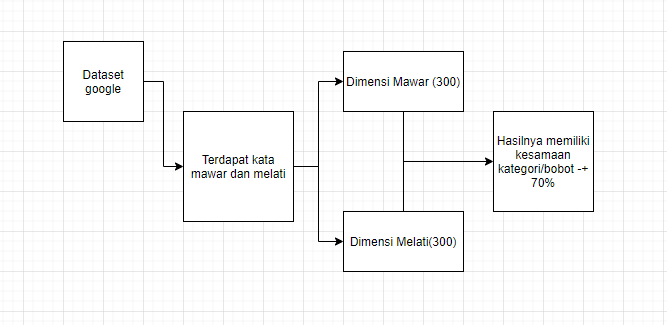 Dataset
google
Terdapat kata
mawar dan melati
Dimensi Mawar (300)
Dimensi Melati(300)
Hasilnya memiliki
kesamaan
kategori/bobot -+
70%